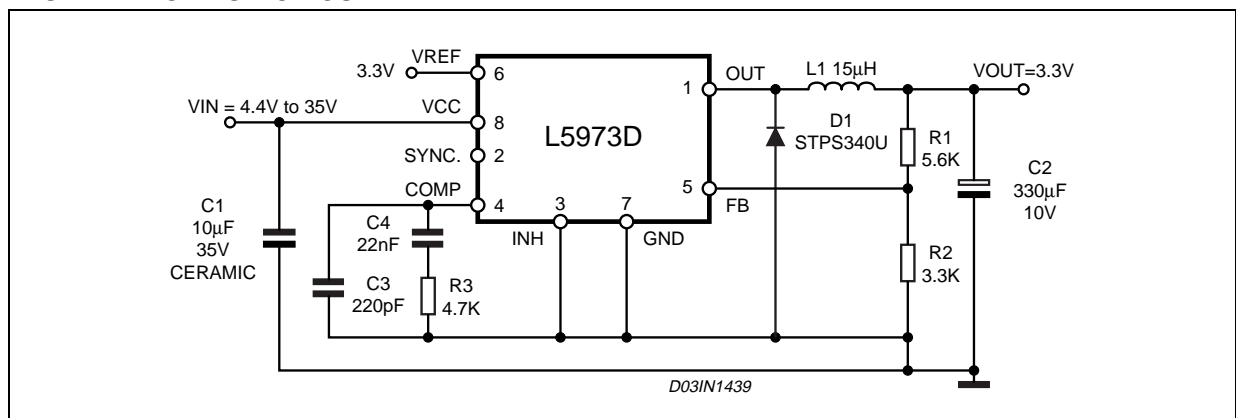 VREF
3.3V
6
VIN = 4.4V to 35V
VCC
8
SYNC.
2
COMP
4
L5973D
1
OUT
L1 15μH
VOUT=3.3V
D1
STPS340U
R1
5.6K
5
FB
C2
330μF
10V
3
INH
7
GND
C1
10μF
35V
CERAMIC
C4
22nF
C3
220pF
R3
4.7K
R2
3.3K
D03IN1439